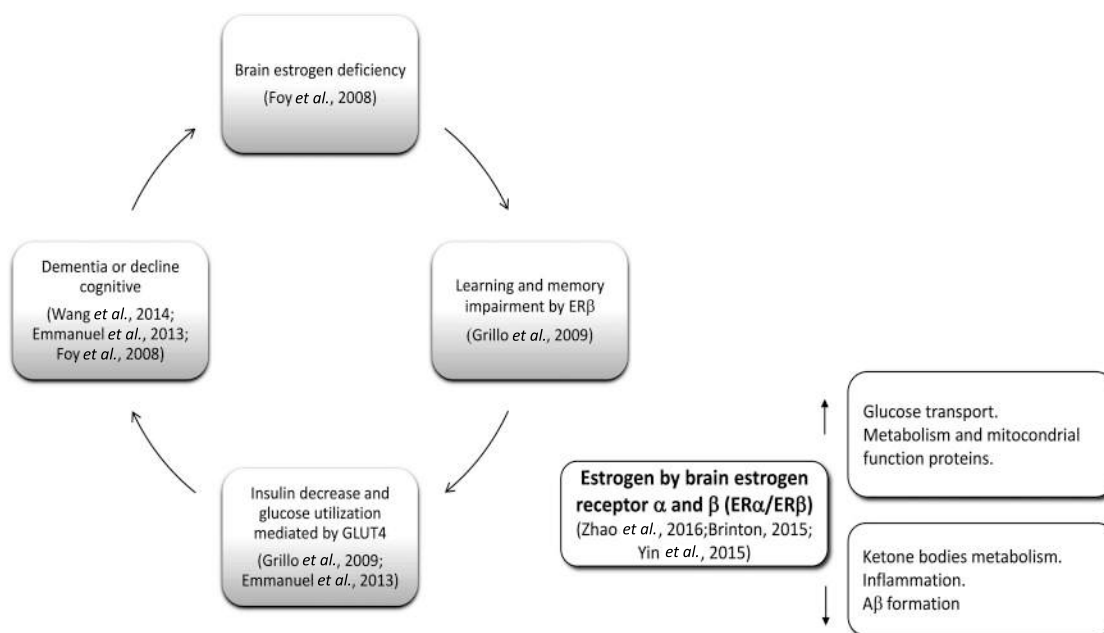 Brain estrogen deficiency
(Foy et al., 2008)
Dementia or decline
cognitive
(Wang et al., 2014;
Emmanuel et al., 2013;
Foy et al., 2008)
Learning and memory
impairment by ERβ
(Grillo et al., 2009)
Insulin decrease and
glucose utilization
mediated by GLUT4
(Grillo et al., 2009;
Emmanuel et al., 2013)
Estrogen by brain estrogen
receptor α and β (ERα/ERβ)
(Zhao et al., 2016;Brinton, 2015;
Yin et al., 2015)
Glucose transport.
Metabolism and mitocondrial
function proteins.
Ketone bodies metabolism.
Inflammation.
Aβ formation